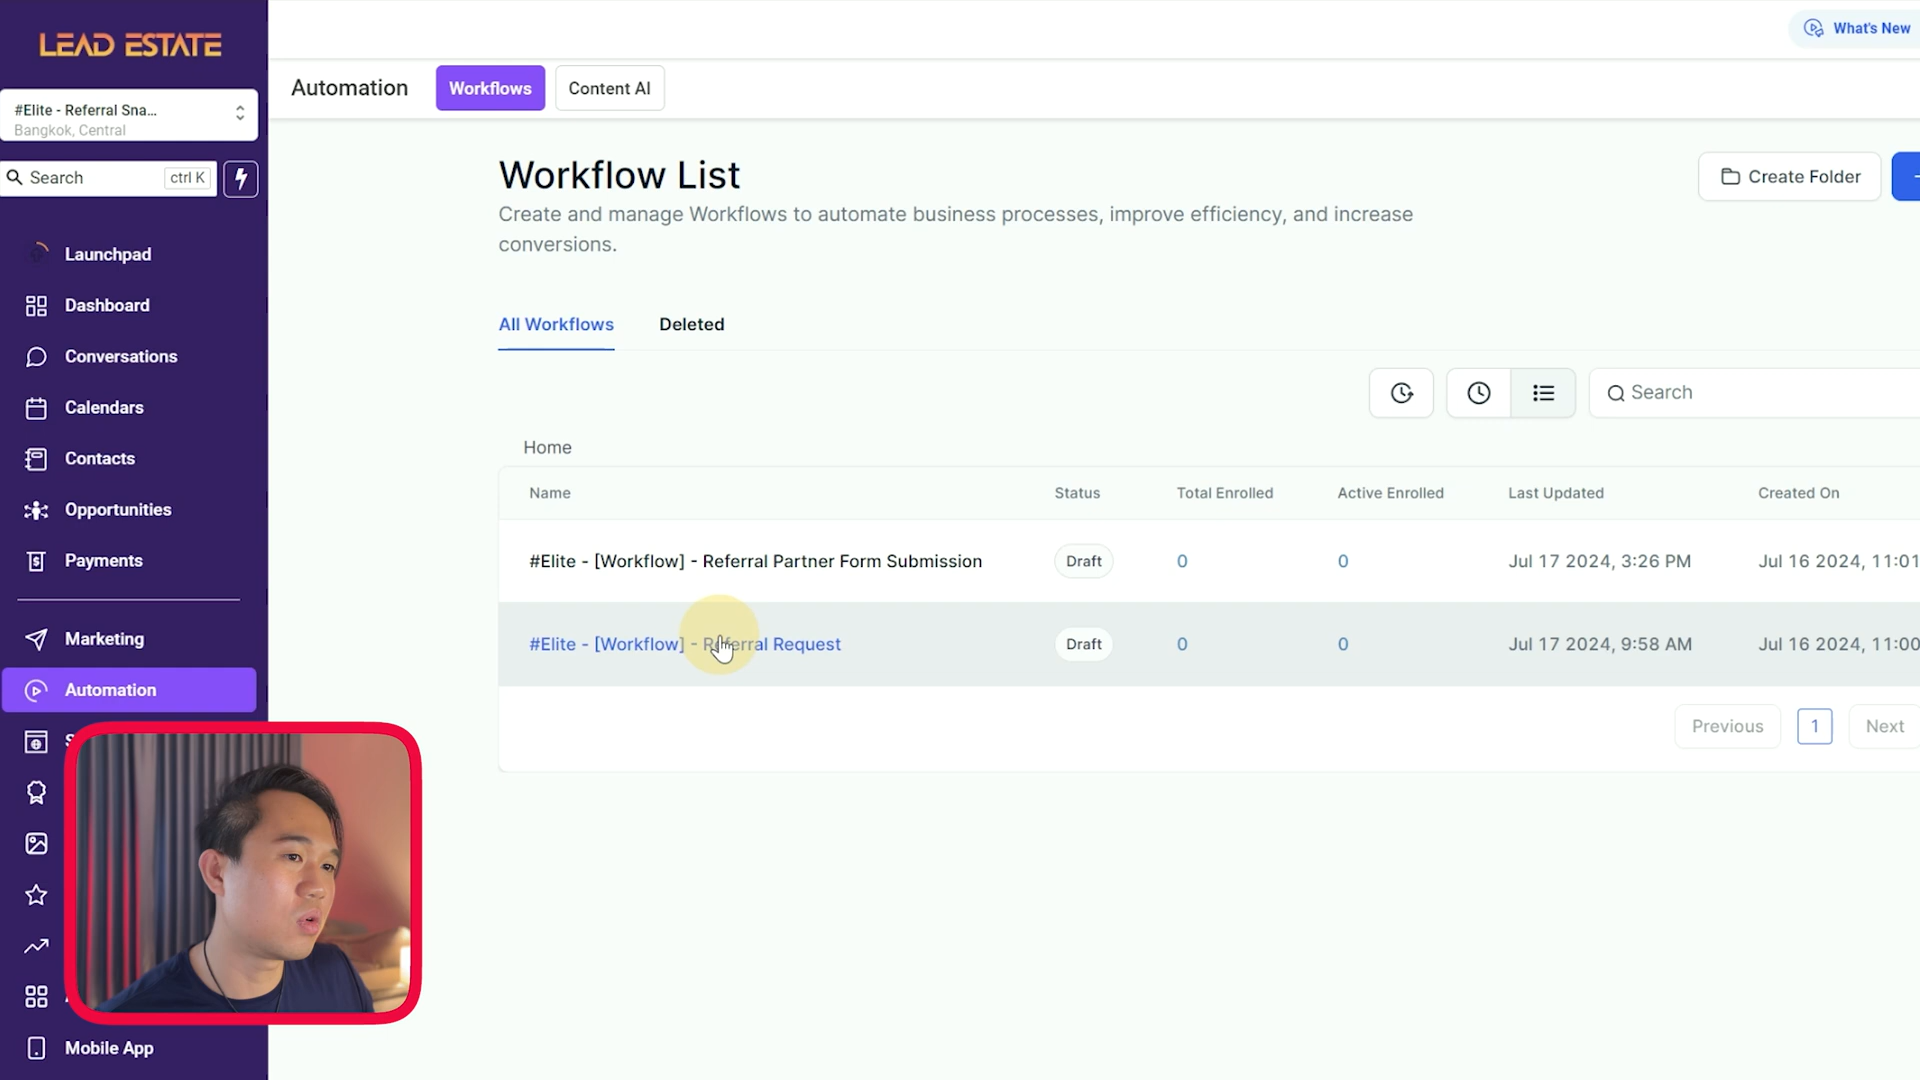 LEAD ESTATE
#Elite - Referral Sna...
Bangkok, Central
Search
ctrl K
Launchpad
Dashboard
Conversations
Calendars
Contacts
Opportunities
Payments
Marketing
Automation
Mobile App
What's New
Automation
Workflows
Content AI
Workflow List
Create and manage Workflows to automate business processes, improve efficiency, and increase
conversions.
Create Folder
All Workflows
Deleted
Search
Home
Name
Status
Total Enrolled
Active Enrolled
Last Updated
Created On
#Elite - [Workflow] - Referral Partner Form Submission
Draft
0
0
Jul 17 2024, 3:26 PM
Jul 16 2024, 11:01
#Elite - [Workflow] - Referral Request
Draft
0
0
Jul 17 2024, 9:58 AM
Jul 16 2024, 11:00
Previous
1
Next